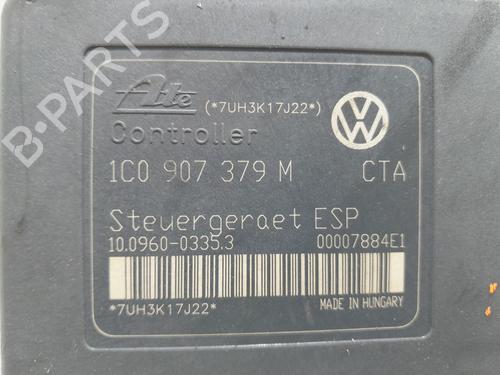 B-PARTS
Ate (*7UH3K17J22*)
Controller
1C0 907 379 M CTA
Steuergeraet ESP
10.0960-0335.3 00007884E1
*7UH3K17J22* MADE IN HUNGARY